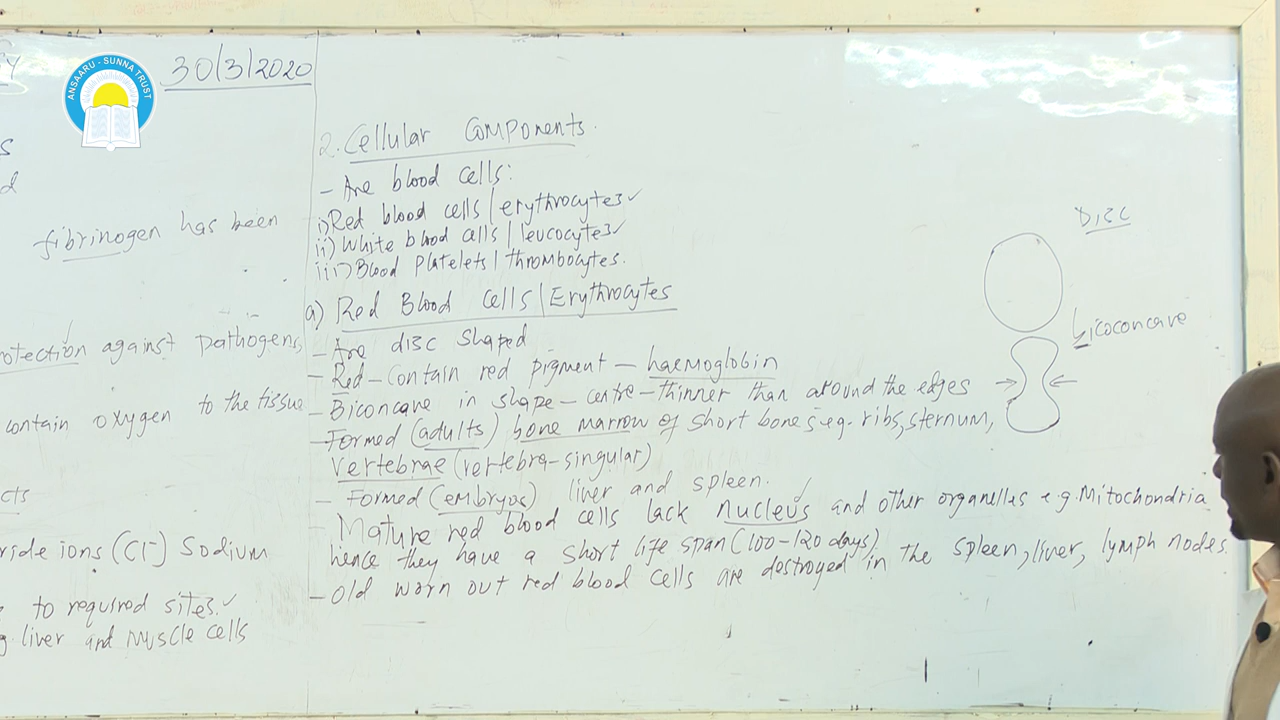 ANSAARU - SUNNA TRUST
30/3/2020
fibrinogen has been
against pathogens,
contain oxygen to the tissue
ions (Cl⁻) Sodium
to required sites.✓
liver and muscle cells
2. Cellular Components.
- Are blood cells:
i) Red blood cells / erythrocytes ✓
ii) White blood cells / leucocytes ✓
iii) Blood Platelets / thrombocytes.
a) Red Blood cells / Erythrocytes
- Are disc shaped
- Red - contain red pigment - haemoglobin
- Biconcave in shape - centre - thinner than around the edges
- Formed (adults) bone marrow of short bones e.g. ribs, sternum,
vertebrae (vertebra - singular)
- Formed (embryos) liver and spleen.
- Mature red blood cells lack nucleus ✓ and other organelles e.g. Mitochondria
hence they have a short life span (100-120 days)
- Old worn out red blood cells are destroyed in the spleen, liver, lymph nodes.
Disc
Bicoconcave